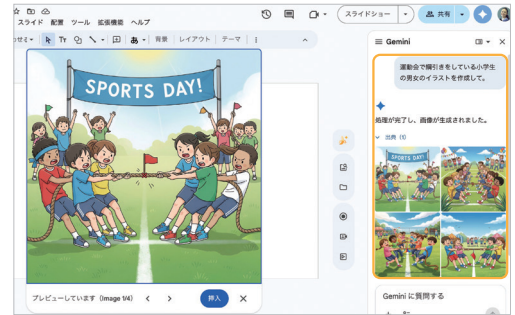 スライド 配置 ツール 拡張機能 ヘルプ
スライドショー
共有
わせる
Tr
あ
背景
レイアウト
テーマ
SPORTS DAY!
プレビューしています (Image 1/4)
挿入
Gemini
運動会で綱引きをしている小学生
の男女のイラストを作成して。
処理が完了し、画像が生成されました。
出典 (1)
SPORTS DAY!
Gemini に質問する